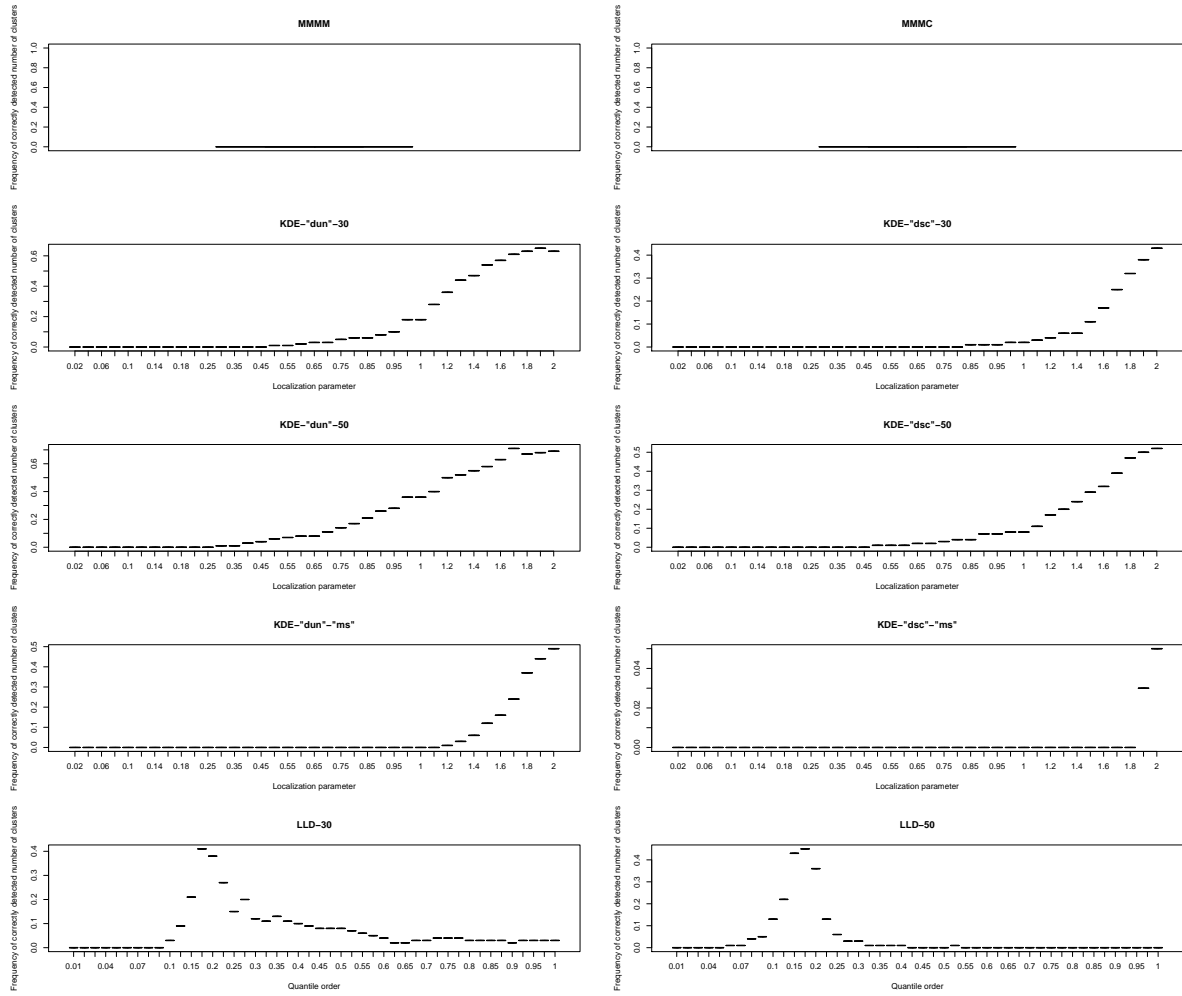 MMMM
Frequency of correctly detected number of clusters
0.0 0.2 0.4 0.6 0.8 1.0
MMMC
Frequency of correctly detected number of clusters
0.0 0.2 0.4 0.6 0.8 1.0
KDE−"dun"−30
Frequency of correctly detected number of clusters
0.0 0.2 0.4 0.6
0.02 0.06 0.1 0.14 0.18 0.25 0.35 0.45 0.55 0.65 0.75 0.85 0.95 1 1.2 1.4 1.6 1.8 2
Localization parameter
KDE−"dsc"−30
Frequency of correctly detected number of clusters
0.0 0.1 0.2 0.3 0.4
0.02 0.06 0.1 0.14 0.18 0.25 0.35 0.45 0.55 0.65 0.75 0.85 0.95 1 1.2 1.4 1.6 1.8 2
Localization parameter
KDE−"dun"−50
Frequency of correctly detected number of clusters
0.0 0.2 0.4 0.6
0.02 0.06 0.1 0.14 0.18 0.25 0.35 0.45 0.55 0.65 0.75 0.85 0.95 1 1.2 1.4 1.6 1.8 2
Localization parameter
KDE−"dsc"−50
Frequency of correctly detected number of clusters
0.0 0.1 0.2 0.3 0.4 0.5
0.02 0.06 0.1 0.14 0.18 0.25 0.35 0.45 0.55 0.65 0.75 0.85 0.95 1 1.2 1.4 1.6 1.8 2
Localization parameter
KDE−"dun"−"ms"
Frequency of correctly detected number of clusters
0.0 0.1 0.2 0.3 0.4 0.5
0.02 0.06 0.1 0.14 0.18 0.25 0.35 0.45 0.55 0.65 0.75 0.85 0.95 1 1.2 1.4 1.6 1.8 2
Localization parameter
KDE−"dsc"−"ms"
Frequency of correctly detected number of clusters
0.00 0.02 0.04
0.02 0.06 0.1 0.14 0.18 0.25 0.35 0.45 0.55 0.65 0.75 0.85 0.95 1 1.2 1.4 1.6 1.8 2
Localization parameter
LLD−30
Frequency of correctly detected number of clusters
0.0 0.1 0.2 0.3 0.4
0.01 0.04 0.07 0.1 0.15 0.2 0.25 0.3 0.35 0.4 0.45 0.5 0.55 0.6 0.65 0.7 0.75 0.8 0.85 0.9 0.95 1
Quantile order
LLD−50
Frequency of correctly detected number of clusters
0.0 0.1 0.2 0.3 0.4
0.01 0.04 0.07 0.1 0.15 0.2 0.25 0.3 0.35 0.4 0.45 0.5 0.55 0.6 0.65 0.7 0.75 0.8 0.85 0.9 0.95 1
Quantile order